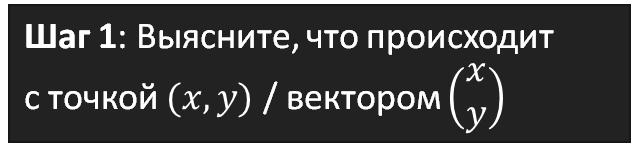 Шаг 1: Выясните, что происходит
с точкой (x, y) / вектором (x
y)